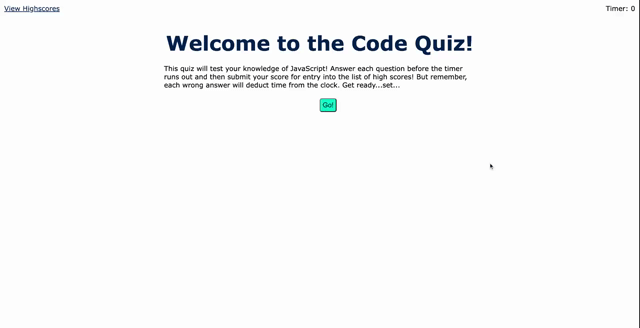 View Highscores
Timer: 0
Welcome to the Code Quiz!
This quiz will test your knowledge of JavaScript! Answer each question before the timer
runs out and then submit your score for entry into the list of high scores! But remember,
each wrong answer will deduct time from the clock. Get ready...set...
Go!